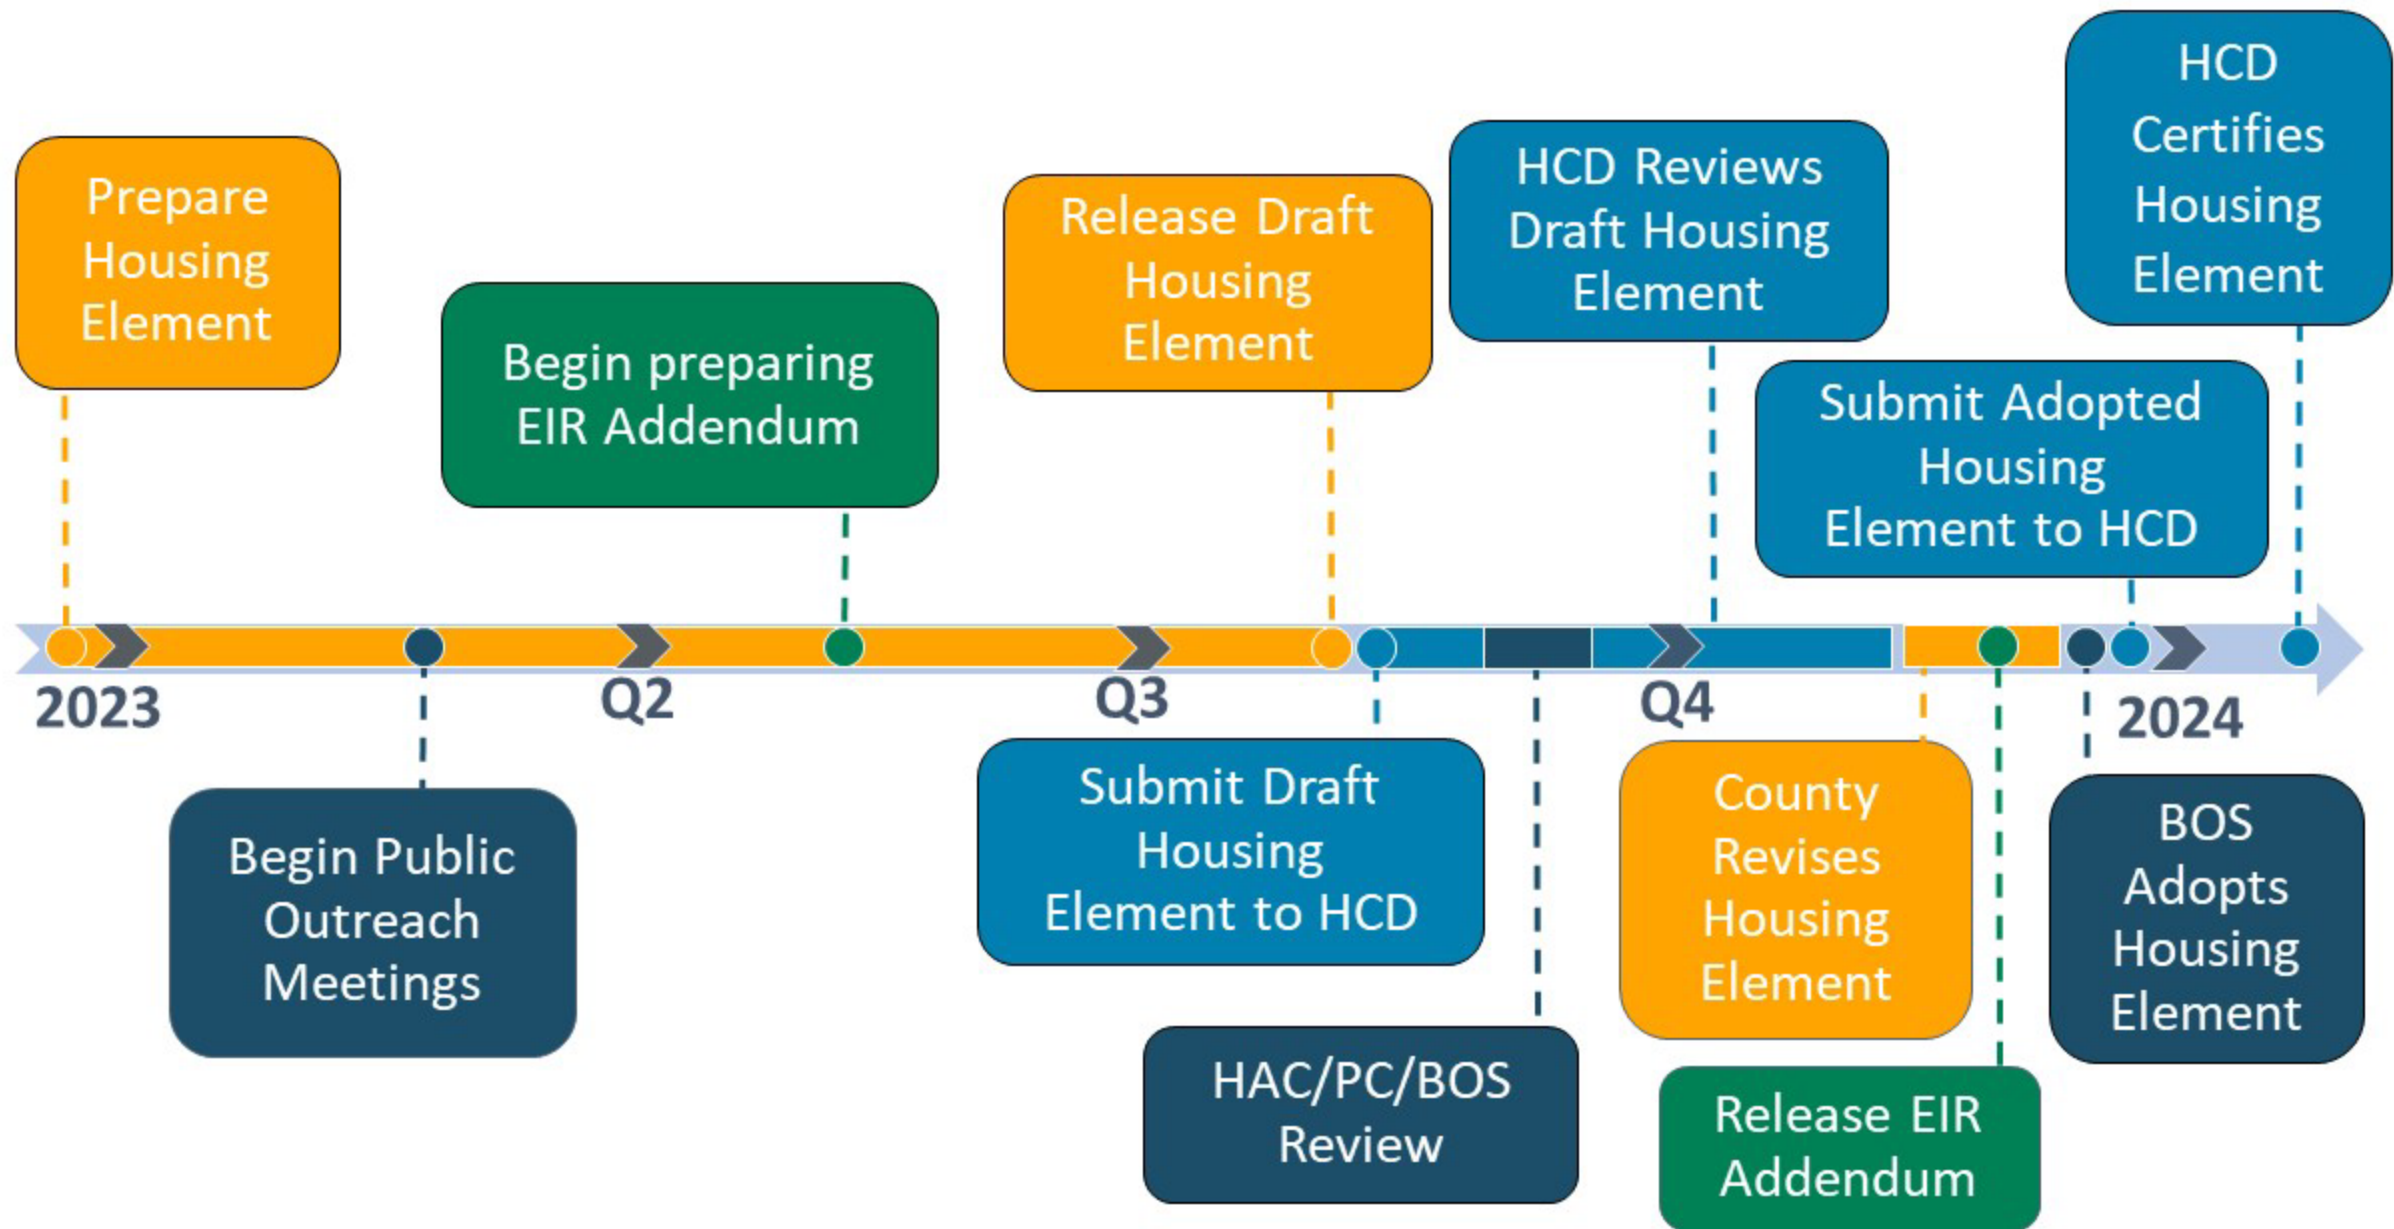 Prepare
Housing
Element
Begin preparing
EIR Addendum
Release Draft
Housing
Element
HCD Reviews
Draft Housing
Element
HCD
Certifies
Housing
Element
Submit Adopted
Housing
Element to HCD
2023
Q2
Q3
Q4
2024
Begin Public
Outreach
Meetings
Submit Draft
Housing
Element to HCD
HAC/PC/BOS
Review
County
Revises
Housing
Element
Release EIR
Addendum
BOS
Adopts
Housing
Element